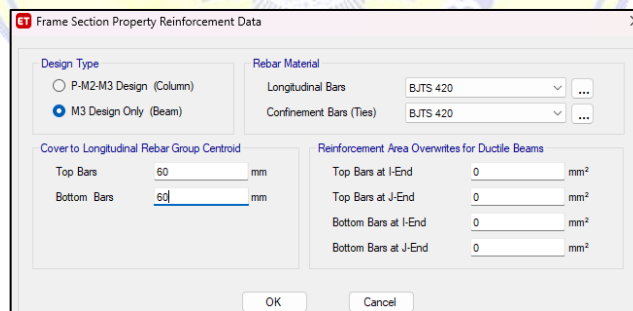 ET Frame Section Property Reinforcement Data
Design Type
P-M2-M3 Design (Column)
M3 Design Only (Beam)
Rebar Material
Longitudinal Bars BJTS 420 ...
Confinement Bars (Ties) BJTS 420 ...
Cover to Longitudinal Rebar Group Centroid
Top Bars 60 mm
Bottom Bars 60 mm
Reinforcement Area Overwrites for Ductile Beams
Top Bars at I-End 0 mm²
Top Bars at J-End 0 mm²
Bottom Bars at I-End 0 mm²
Bottom Bars at J-End 0 mm²
OK Cancel